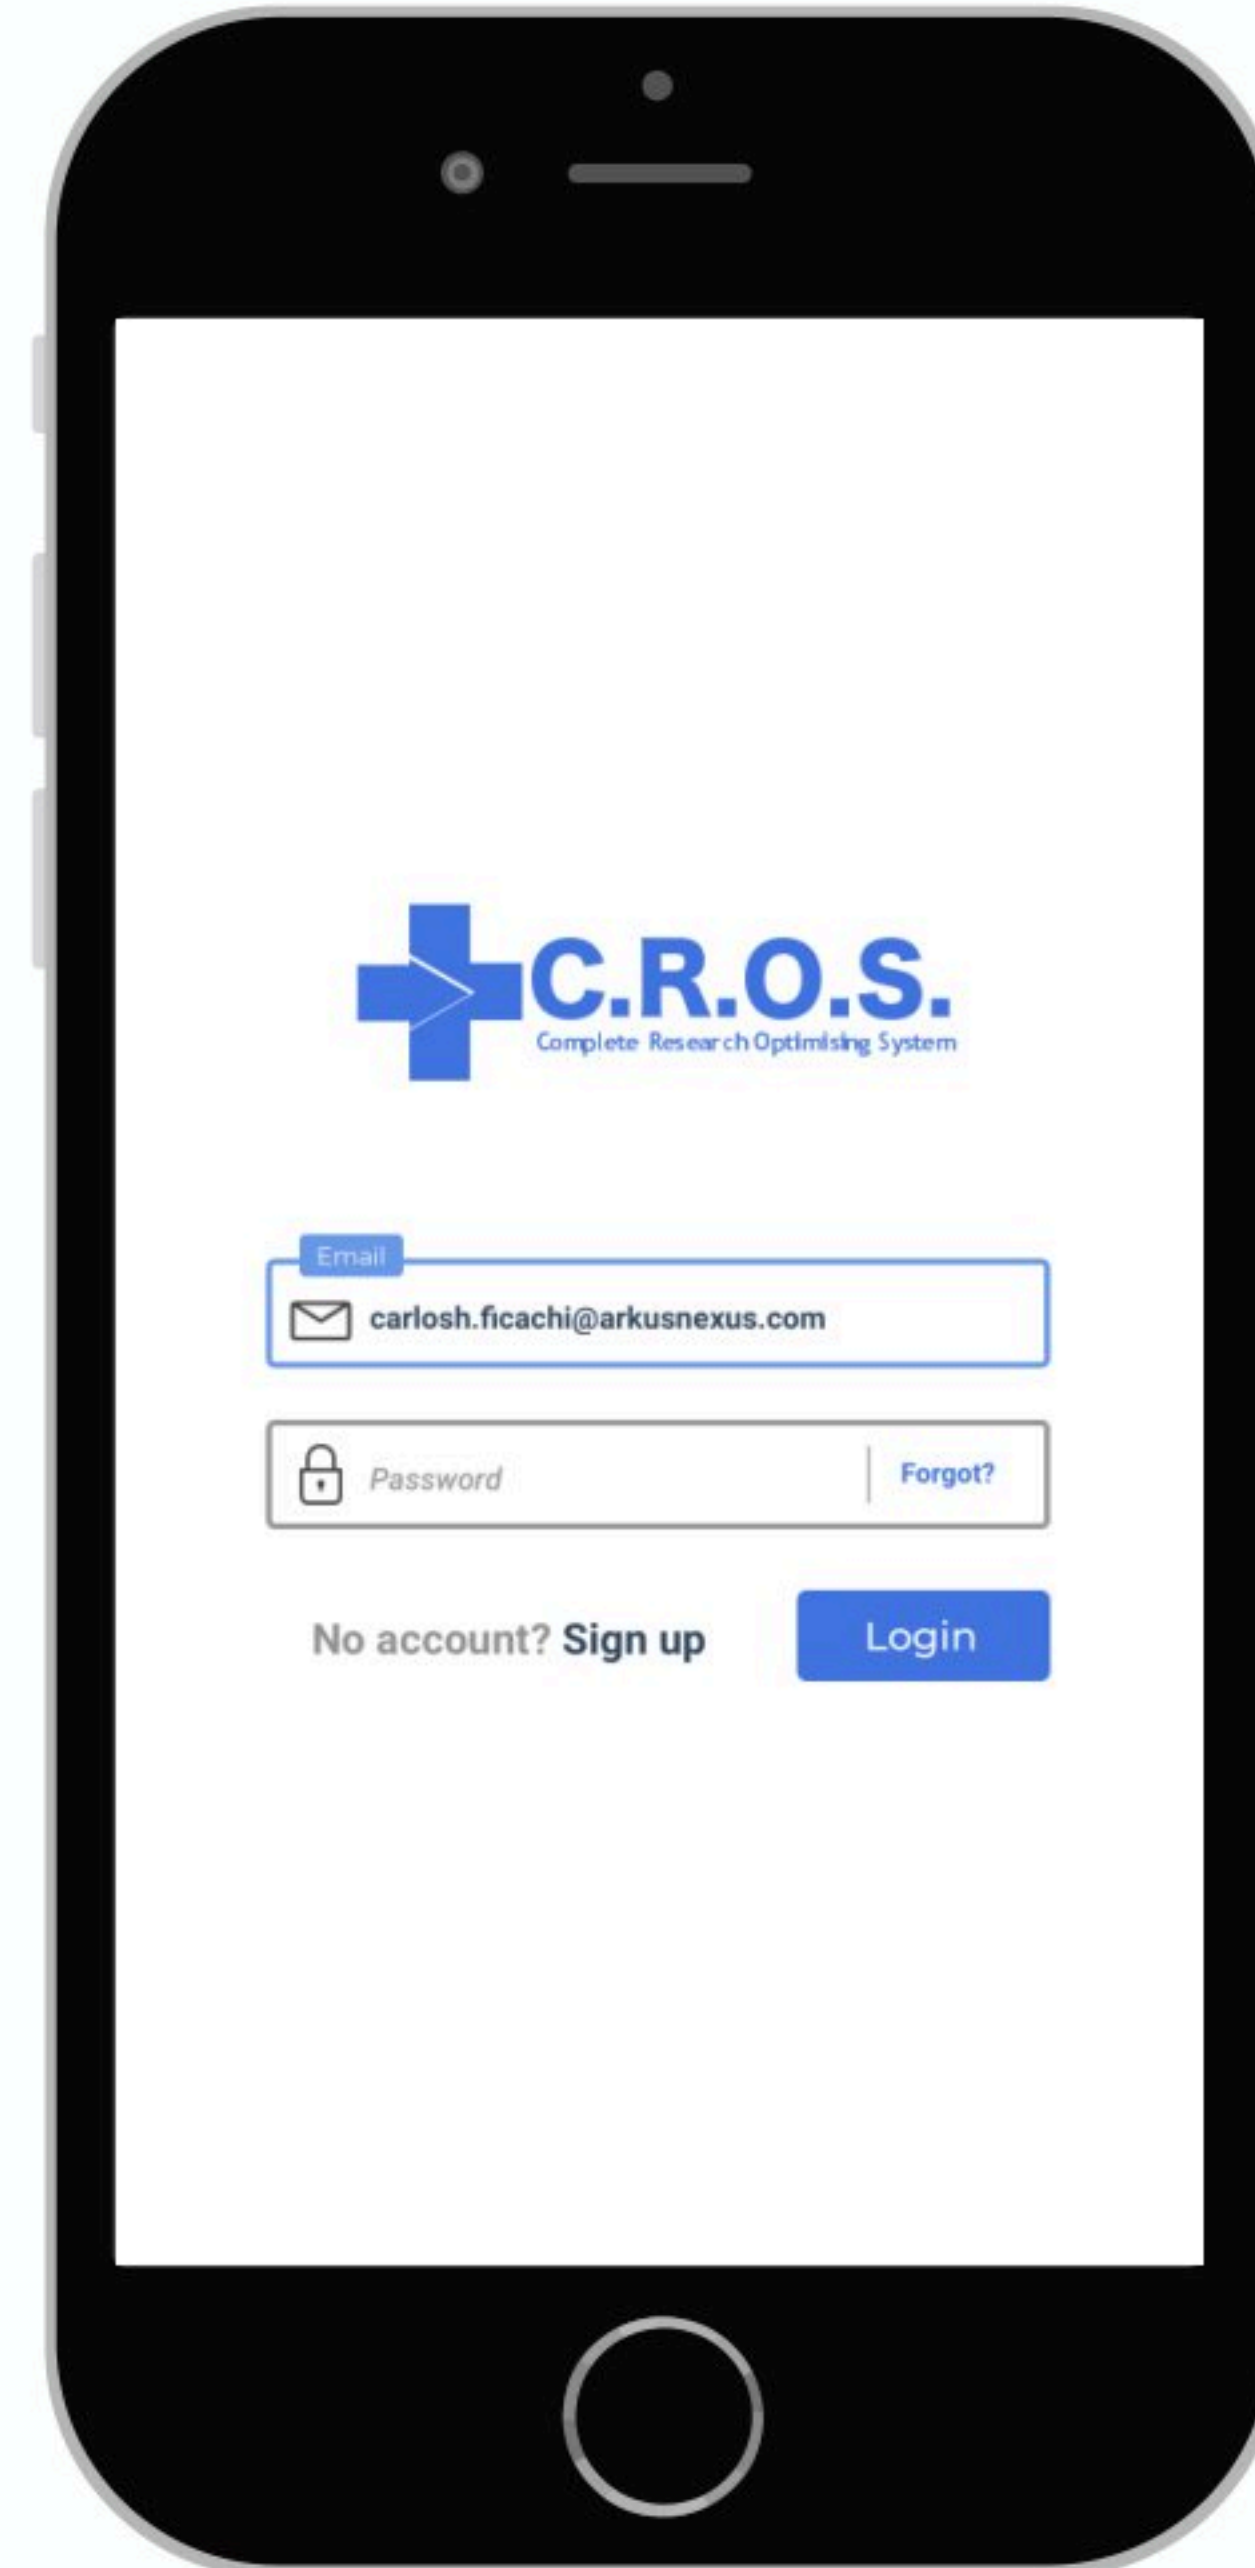 C.R.O.S.
Complete Research Optimising System
Email
carlosh.ficachi@arkusnexus.com
Password
Forgot?
No account? Sign up
Login